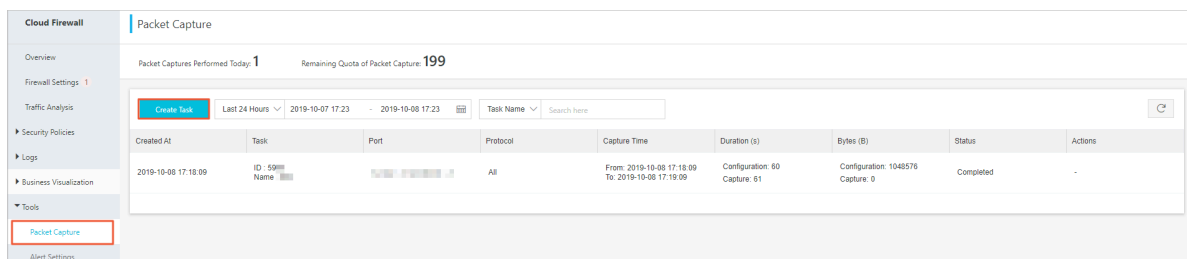 Cloud Firewall
Packet Capture
Overview
Firewall Settings 1
Traffic Analysis
Security Policies
Logs
Business Visualization
Tools
Packet Capture
Alert Settings
Packet Captures Performed Today: 1 Remaining Quota of Packet Capture: 199
Create Task Last 24 Hours 2019-10-07 17:23 - 2019-10-08 17:23 Task Name Search here
Created At Task Port Protocol Capture Time Duration (s) Bytes (B) Status Actions
2019-10-08 17:18:09 ID : Name All From: 2019-10-08 17:18:09 Configuration: 60 Configuration: 1048576 Completed -
To: 2019-10-08 17:19:09 Capture: 61 Capture: 0